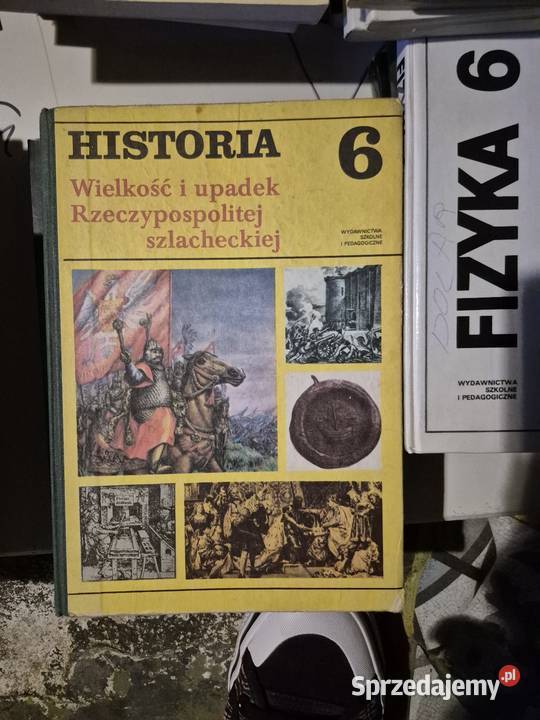 HISTORIA 6
Wielkość i upadek
Rzeczypospolitej
szlacheckiej
WYDAWNICTWA
SZKOLNE
I PEDAGOGICZNE
FIZYKA 6
WYDAWNICTWA
SZKOLNE
I PEDAGOGICZNE
Sprzedajemy.pl